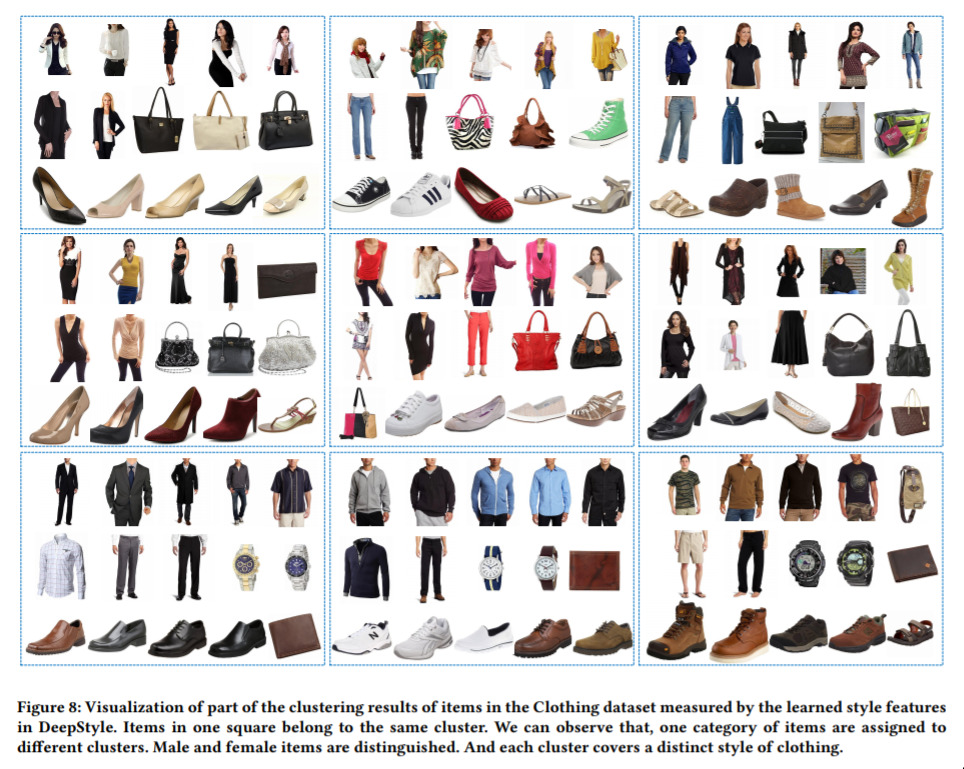 Figure 8: Visualization of part of the clustering results of items in the Clothing dataset measured by the learned style features
in DeepStyle. Items in one square belong to the same cluster. We can observe that, one category of items are assigned to
different clusters. Male and female items are distinguished. And each cluster covers a distinct style of clothing.